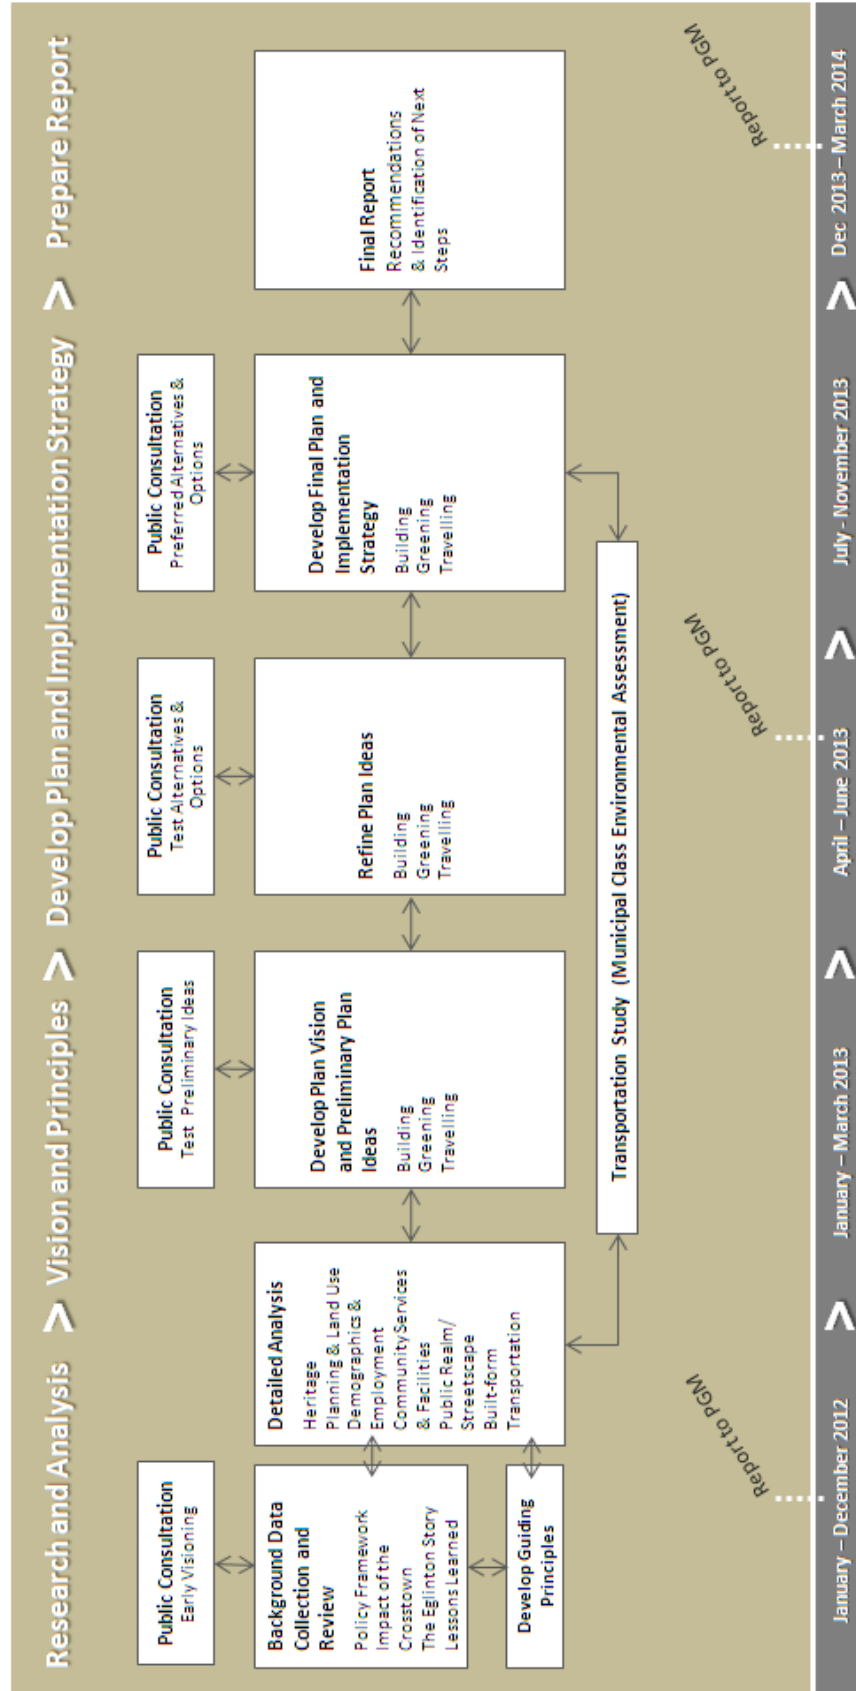 Research and Analysis > Vision and Principles > Develop Plan and Implementation Strategy > Prepare Report
Public Consultation
Early Visioning
Background Data
Collection and
Review
Policy Framework
Impact of the
Crosstown
The Eglinton Story
Lessons Learned
Develop Guiding
Principles
Detailed Analysis
Heritage
Planning & Land Use
Demographics &
Employment
Community Services
& Facilities
Public Realm/
Streetscape
Built-form
Transportation
Public Consultation
Test Preliminary Ideas
Develop Plan Vision
and Preliminary Plan
Ideas
Building
Greening
Travelling
Public Consultation
Test Alternatives &
Options
Refine Plan Ideas
Building
Greening
Travelling
Public Consultation
Preferred Alternatives &
Options
Develop Final Plan and
Implementation
Strategy
Building
Greening
Travelling
Final Report
Recommendations
& Identification of Next
Steps
Transportation Study (Municipal Class Environmental Assessment)
Report to PGM
Report to PGM
Report to PGM
January – December 2012 > January – March 2013 > April – June 2013 > July - November 2013 > Dec 2013 – March 2014